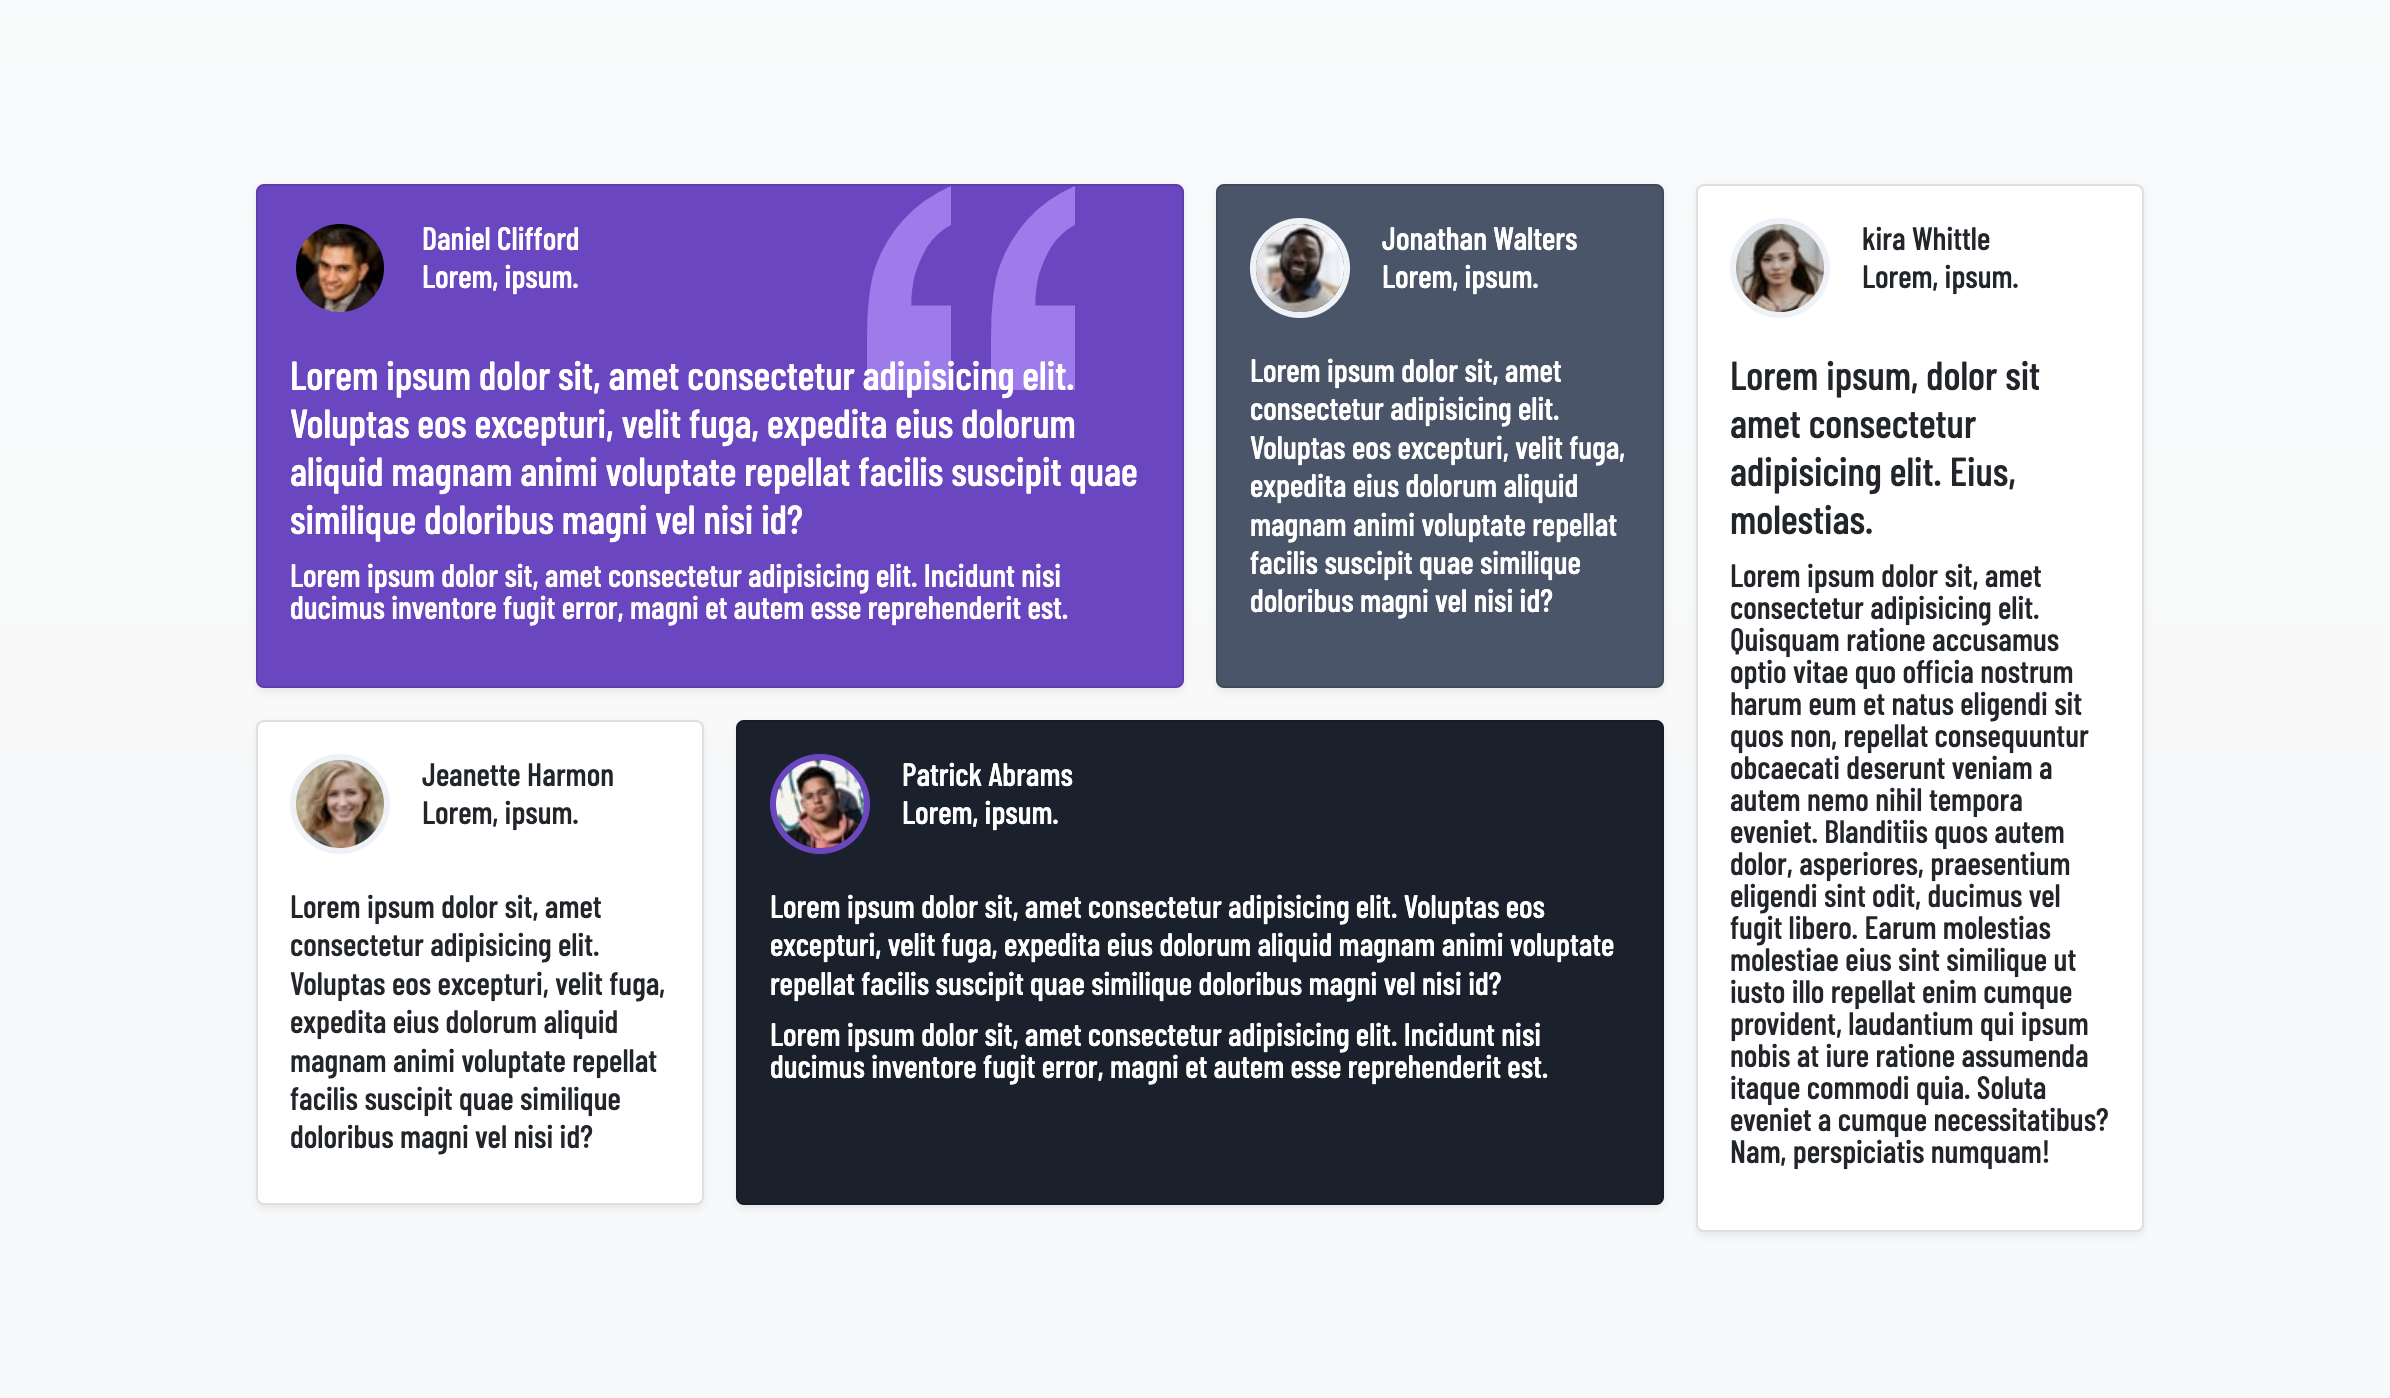 “
Daniel Clifford
Lorem, ipsum.
Lorem ipsum dolor sit, amet consectetur adipisicing elit.
Voluptas eos excepturi, velit fuga, expedita eius dolorum
aliquid magnam animi voluptate repellat facilis suscipit quae
similique doloribus magni vel nisi id?
Lorem ipsum dolor sit, amet consectetur adipisicing elit. Incidunt nisi
ducimus inventore fugit error, magni et autem esse reprehenderit est.
Jonathan Walters
Lorem, ipsum.
Lorem ipsum dolor sit, amet
consectetur adipisicing elit.
Voluptas eos excepturi, velit fuga,
expedita eius dolorum aliquid
magnam animi voluptate repellat
facilis suscipit quae similique
doloribus magni vel nisi id?
kira Whittle
Lorem, ipsum.
Lorem ipsum, dolor sit
amet consectetur
adipisicing elit. Eius,
molestias.
Lorem ipsum dolor sit, amet
consectetur adipisicing elit.
Quisquam ratione accusamus
optio vitae quo officia nostrum
harum eum et natus eligendi sit
quos non, repellat consequuntur
obcaecati deserunt veniam a
autem nemo nihil tempora
eveniet. Blanditiis quos autem
dolor, asperiores, praesentium
eligendi sint odit, ducimus vel
fugit libero. Earum molestias
molestiae eius sint similique ut
iusto illo repellat enim cumque
provident, laudantium qui ipsum
nobis at iure ratione assumenda
itaque commodi quia. Soluta
eveniet a cumque necessitatibus?
Nam, perspiciatis numquam!
Jeanette Harmon
Lorem, ipsum.
Lorem ipsum dolor sit, amet
consectetur adipisicing elit.
Voluptas eos excepturi, velit fuga,
expedita eius dolorum aliquid
magnam animi voluptate repellat
facilis suscipit quae similique
doloribus magni vel nisi id?
Patrick Abrams
Lorem, ipsum.
Lorem ipsum dolor sit, amet consectetur adipisicing elit. Voluptas eos
excepturi, velit fuga, expedita eius dolorum aliquid magnam animi voluptate
repellat facilis suscipit quae similique doloribus magni vel nisi id?
Lorem ipsum dolor sit, amet consectetur adipisicing elit. Incidunt nisi
ducimus inventore fugit error, magni et autem esse reprehenderit est.